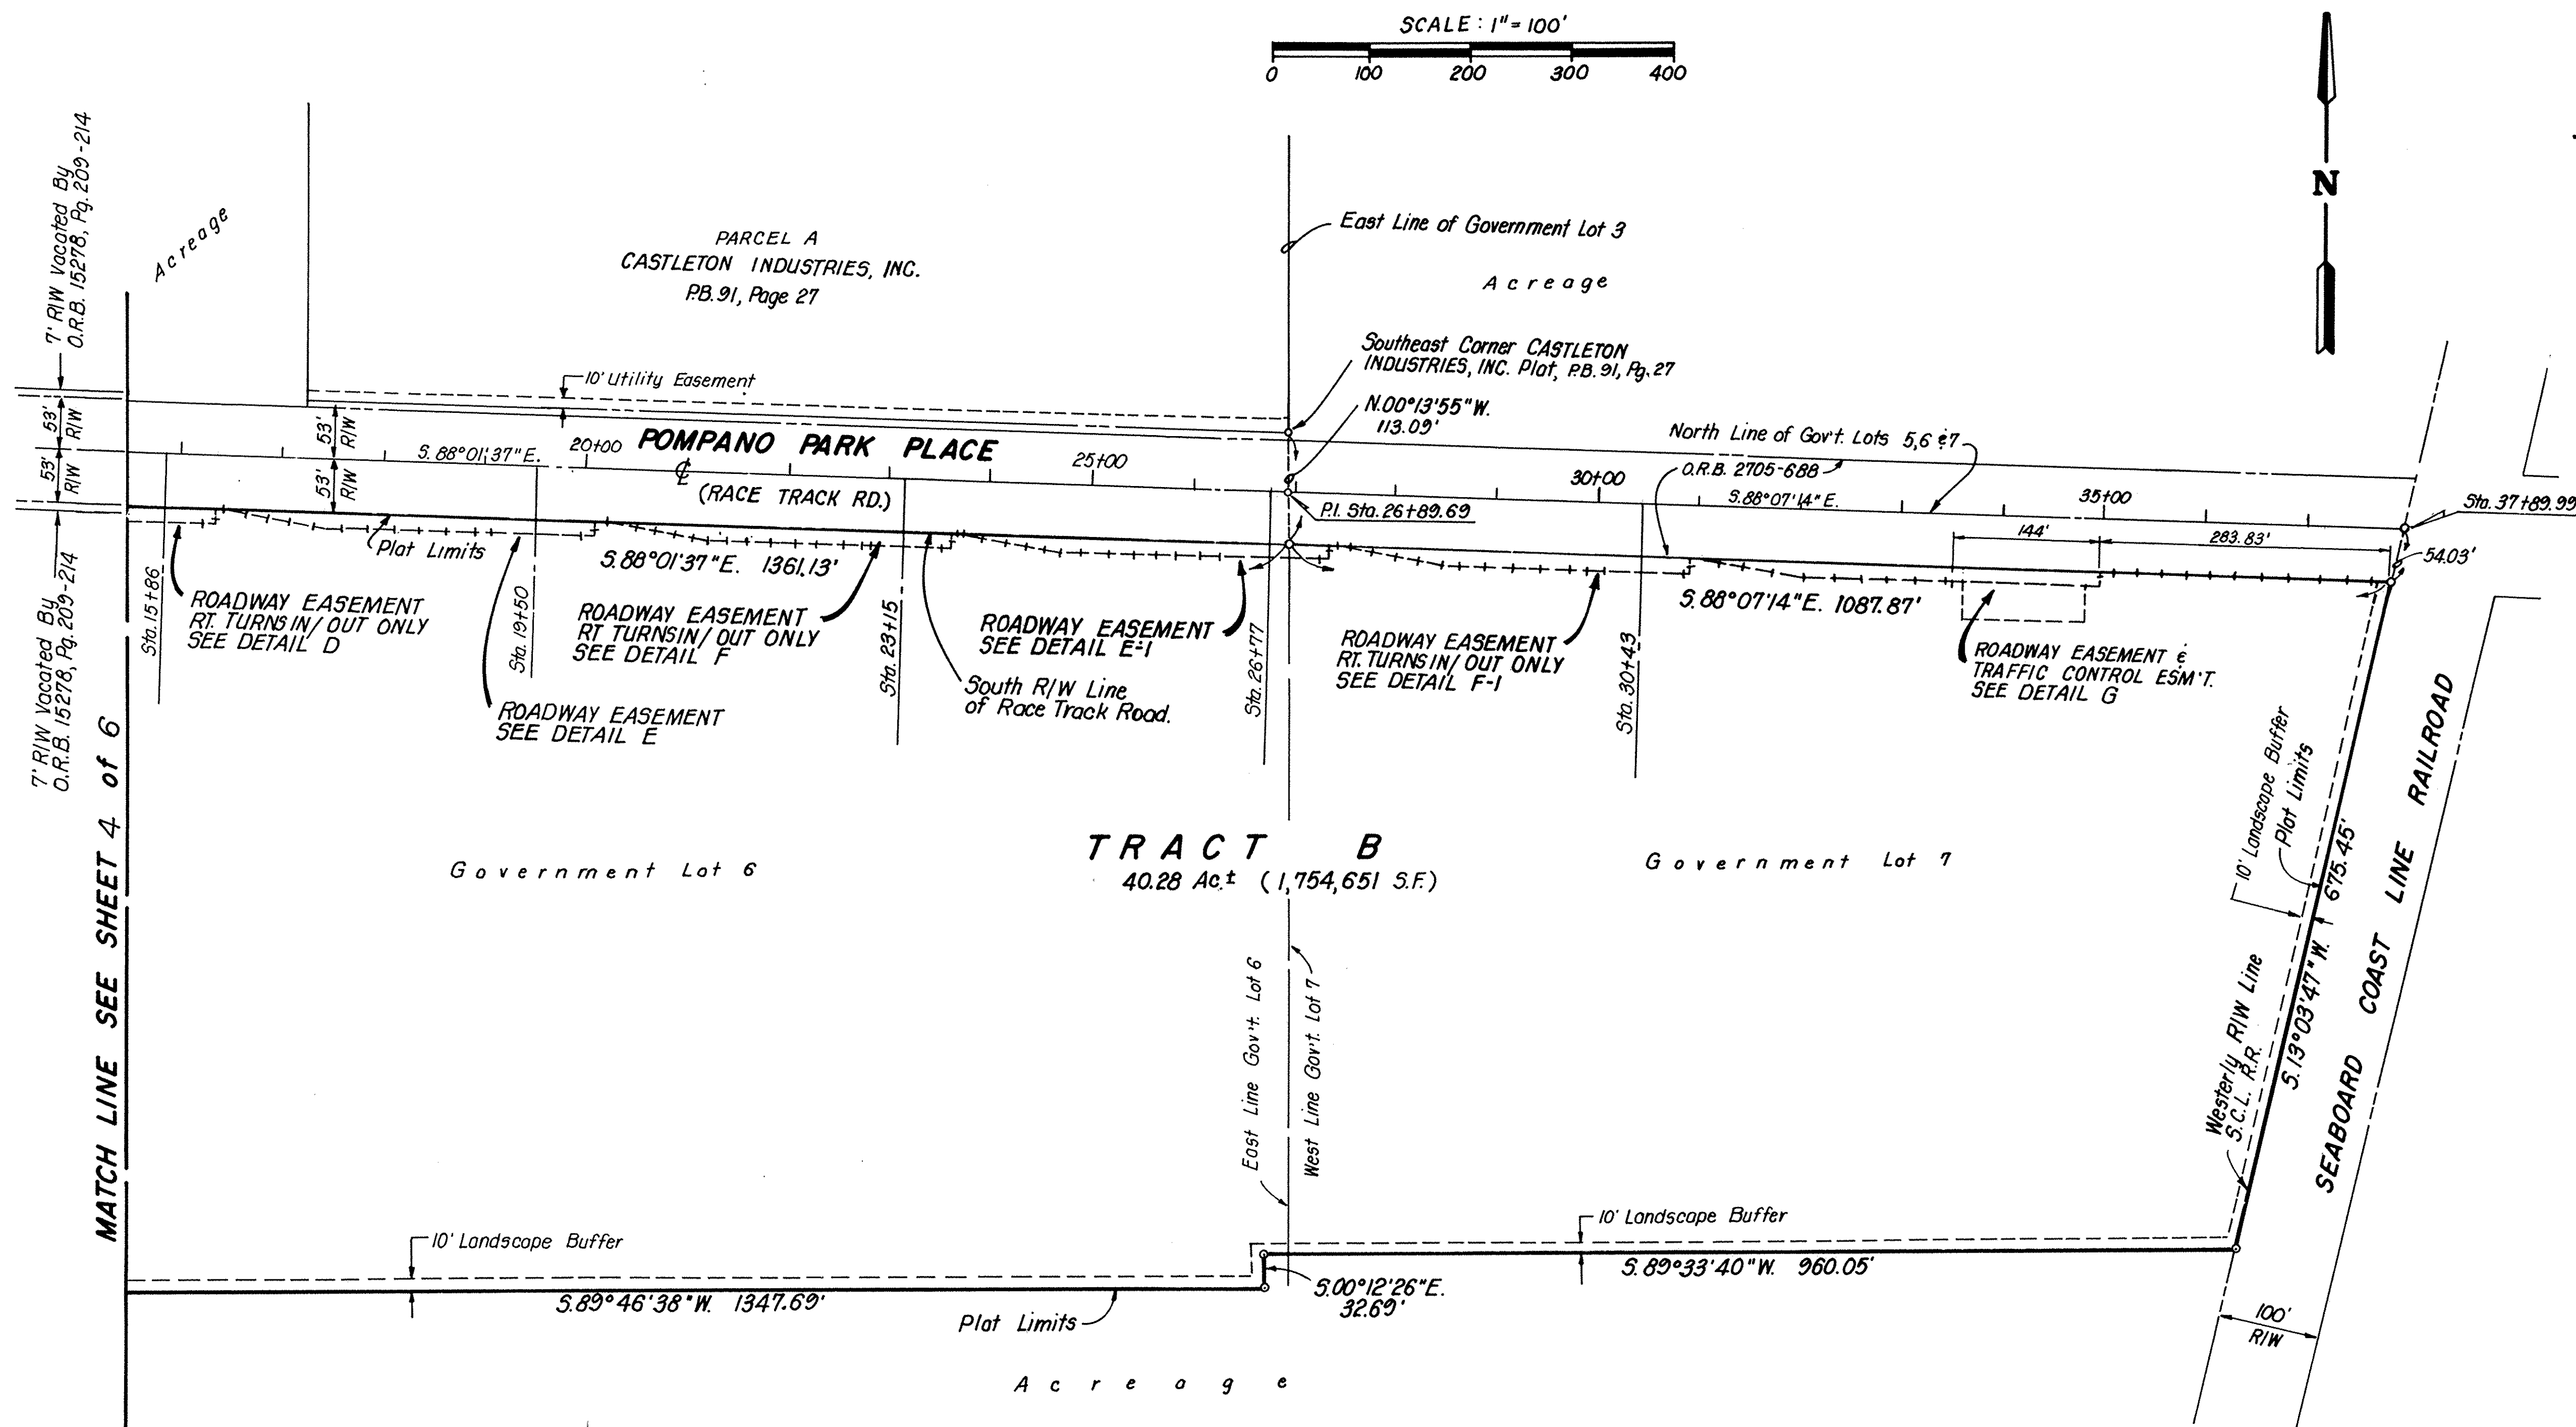 SCALE : 1" = 100'
0 100 200 300 400
N
7' R/W Vacated By
O.R.B. 15278, Pg. 209-214
Acreage
PARCEL A
CASTLETON INDUSTRIES, INC.
P.B. 91, Page 27
East Line of Government Lot 3
Acreage
Southeast Corner CASTLETON
INDUSTRIES, INC. Plat, P.B. 91, Pg. 27
N.00°13'55"W.
113.09'
10' Utility Easement
53'
R/W
53'
R/W
53'
R/W
53'
R/W
S.88°01'37"E.
20+00
POMPANO PARK PLACE
℄
(RACE TRACK RD.)
25+00
North Line of Gov't. Lots 5,6 & 7
O.R.B. 2705-688
30+00
S.88°07'14"E.
35+00
Sta. 37+89.99
P.I. Sta. 26+89.69
144'
283.83'
54.03'
Plat Limits
S.88°01'37"E. 1361.13'
S.88°07'14"E. 1087.87'
7' R/W Vacated By
O.R.B. 15278, Pg. 209-214
Sta. 15+86
ROADWAY EASEMENT
RT. TURNS IN/OUT ONLY
SEE DETAIL D
Sta. 19+50
ROADWAY EASEMENT
SEE DETAIL E
ROADWAY EASEMENT
RT TURNS IN/OUT ONLY
SEE DETAIL F
Sta. 23+15
South R/W Line
of Race Track Road.
ROADWAY EASEMENT
SEE DETAIL E-1
Sta. 26+77
ROADWAY EASEMENT
RT. TURNS IN/OUT ONLY
SEE DETAIL F-1
Sta. 30+43
ROADWAY EASEMENT &
TRAFFIC CONTROL ESM'T.
SEE DETAIL G
MATCH LINE SEE SHEET 4 of 6
Government Lot 6
TRACT B
40.28 Ac.± (1,754,651 S.F.)
Government Lot 7
10' Landscape Buffer
Plat Limits
S.13°03'47"W. 675.45'
SEABOARD COAST LINE RAILROAD
Westerly R/W Line
S.C.L. R.R.
East Line Gov't. Lot 6
West Line Gov't. Lot 7
10' Landscape Buffer
10' Landscape Buffer
S.89°46'38"W. 1347.69'
S.00°12'26"E.
32.69'
S.89°33'40"W. 960.05'
Plat Limits
100'
R/W
Acreage